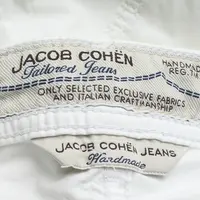 JACOB COHËN
Tailored Jeans
HANDMADE
REG.
ONLY SELECTED EXCLUSIVE FABRICS
AND ITALIAN CRAFTMANSHIP
JACOB COHËN JEANS
Handmade